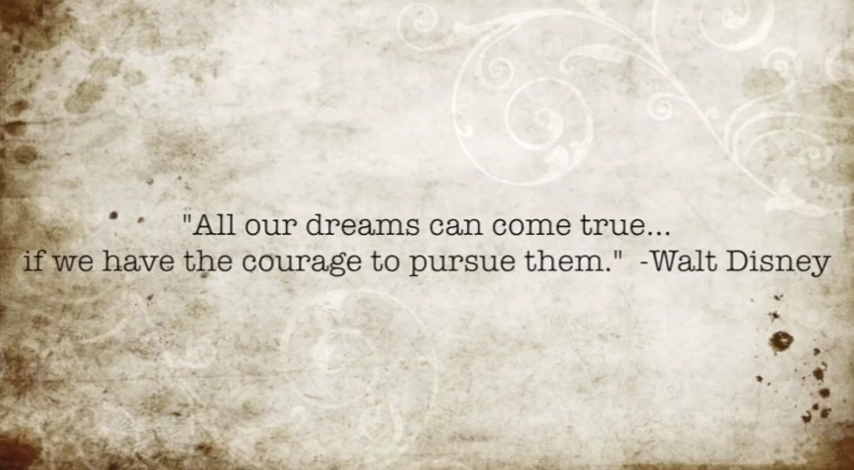 "All our dreams can come true...
if we have the courage to pursue them." -Walt Disney